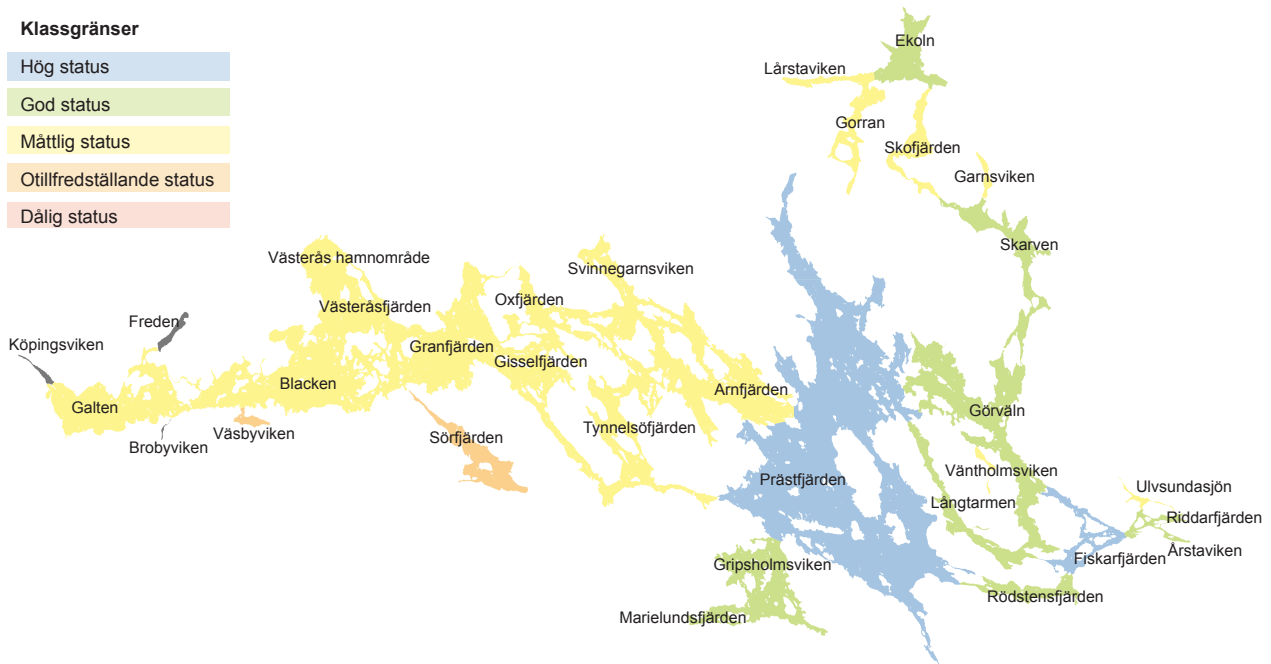 Klassgränser
Hög status
God status
Måttlig status
Otillfredställande status
Dålig status
Ekoln
Lårstaviken
Gorran
Skofjärden
Garnsviken
Skarven
Västerås hamnområde
Svinnegarnsviken
Oxfjärden
Västeråsfjärden
Freden
Köpingsviken
Granfjärden
Gisselfjärden
Blacken
Arnfjärden
Galten
Görväln
Tynnelsöfjärden
Väsbyviken
Sörfjärden
Brobyviken
Väntholmsviken
Prästfjärden
Ulvsundasjön
Långtarmen
Riddarfjärden
Årstaviken
Fiskarfjärden
Gripsholmsviken
Rödstensfjärden
Marielundsfjärden